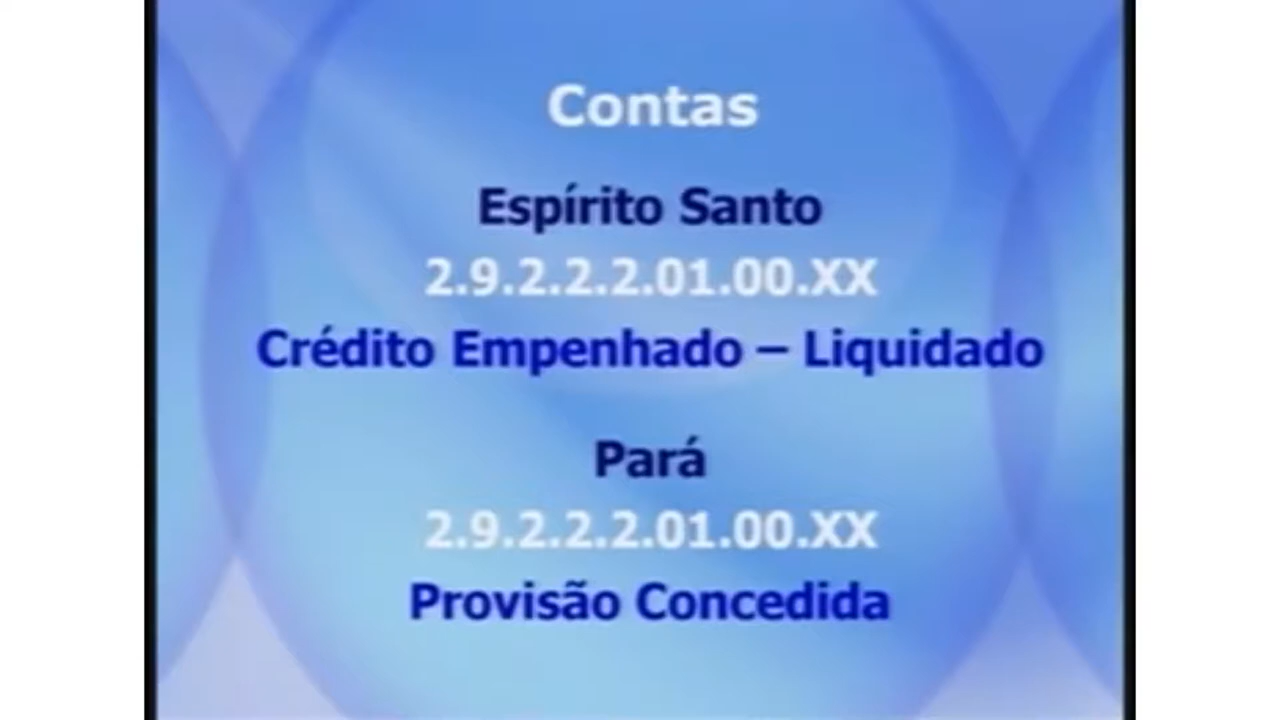 Contas
Espírito Santo
2.9.2.2.2.01.00.XX
Crédito Empenhado – Liquidado
Pará
2.9.2.2.2.01.00.XX
Provisão Concedida